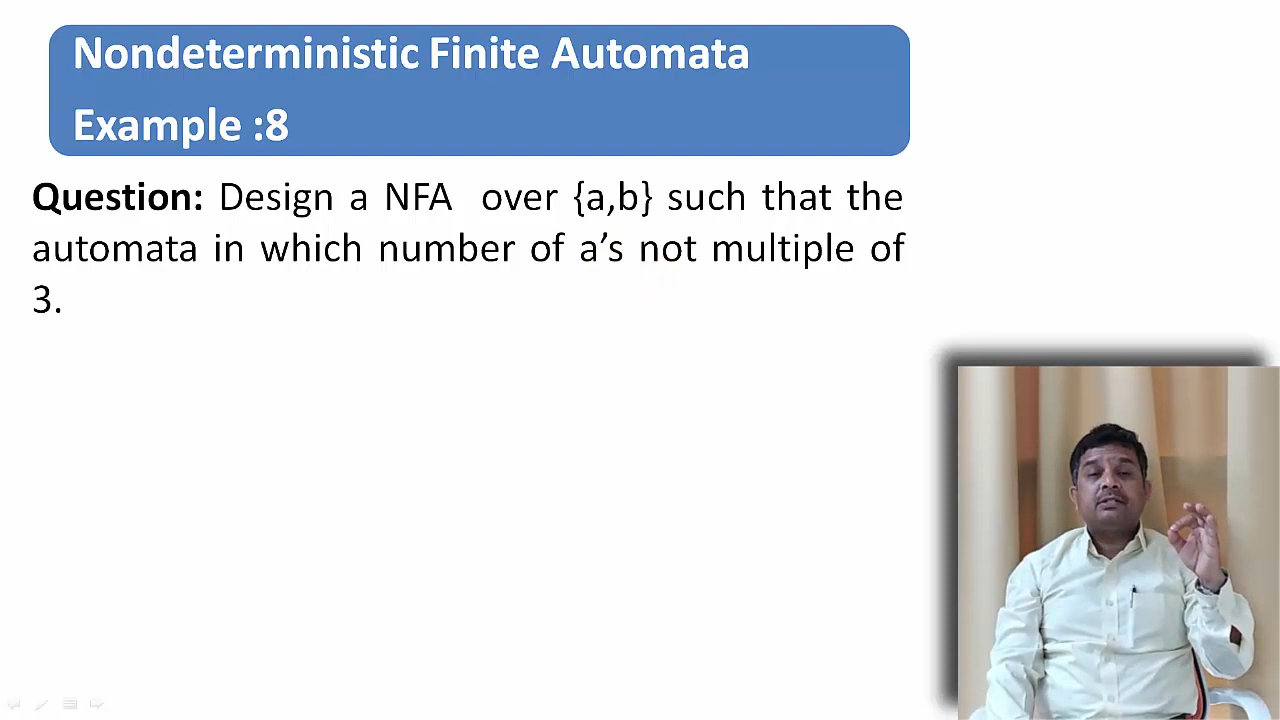 Nondeterministic Finite Automata
Example :8
Question: Design a NFA over {a,b} such that the
automata in which number of a’s not multiple of
3.